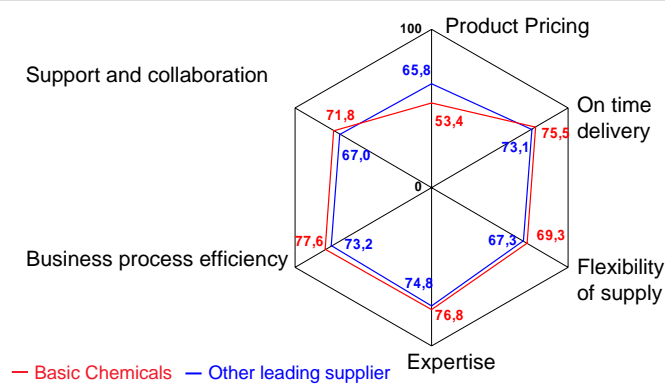 100
Product Pricing
65,8
Support and collaboration
71,8
53,4
On time
delivery
75,5
73,1
67,0
0
77,6
73,2
67,3
69,3
Business process efficiency
Flexibility
of supply
74,8
76,8
Expertise
Basic Chemicals
Other leading supplier